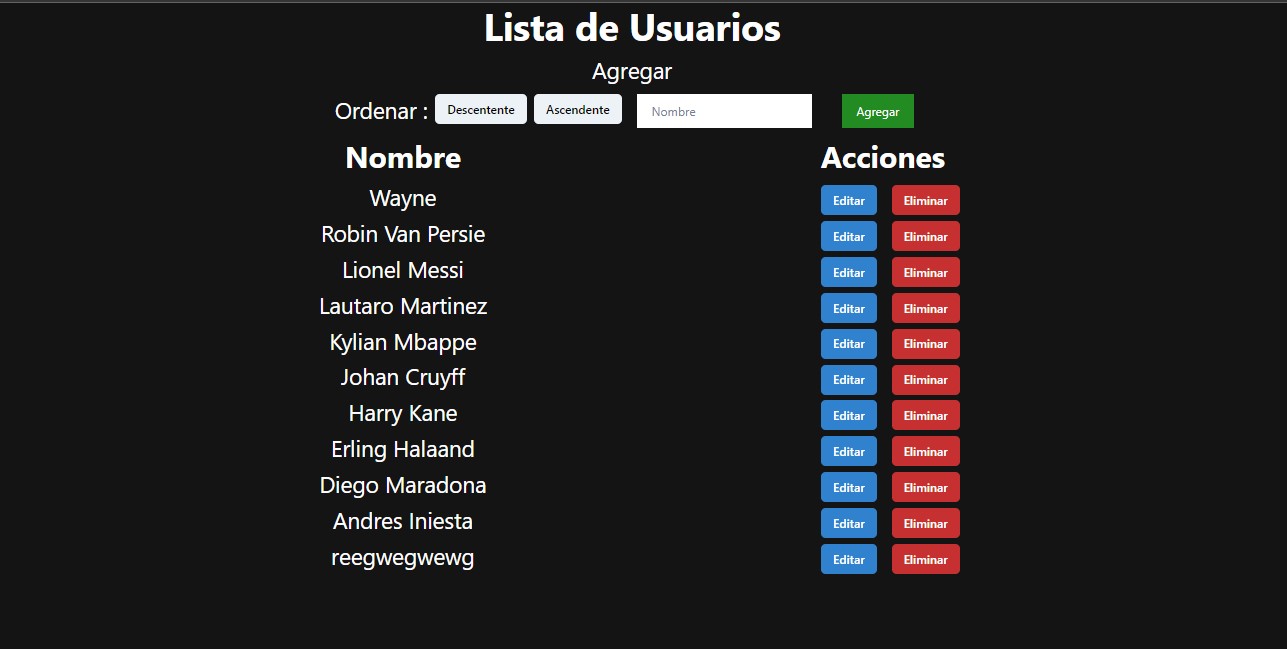 Lista de Usuarios
Agregar
Ordenar : Descentente Ascendente Nombre Agregar
Nombre Acciones
Wayne Editar Eliminar
Robin Van Persie Editar Eliminar
Lionel Messi Editar Eliminar
Lautaro Martinez Editar Eliminar
Kylian Mbappe Editar Eliminar
Johan Cruyff Editar Eliminar
Harry Kane Editar Eliminar
Erling Halaand Editar Eliminar
Diego Maradona Editar Eliminar
Andres Iniesta Editar Eliminar
reegwegwewg Editar Eliminar